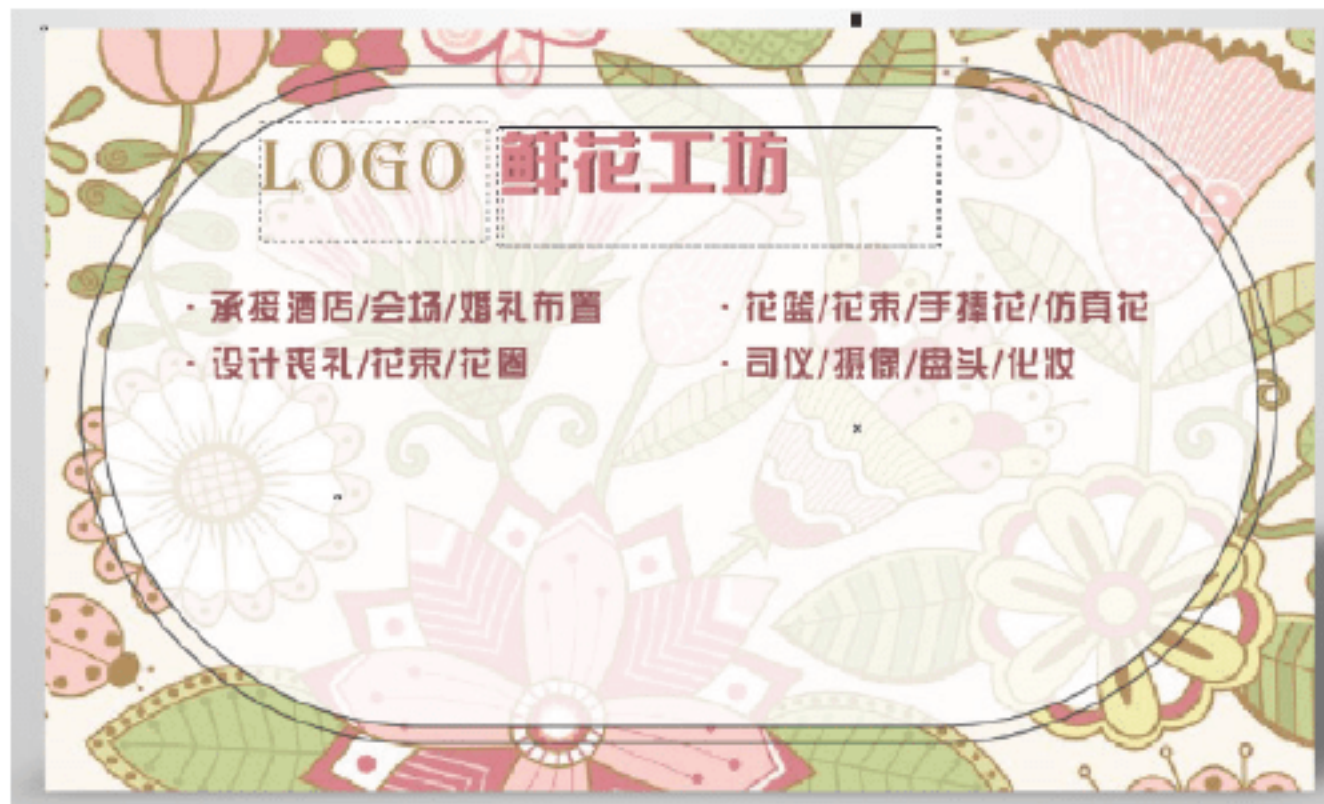 LOGO 鲜花工坊
· 承接酒店/会场/婚礼布置
· 设计丧礼/花束/花圈
· 花篮/花束/手捧花/仿真花
· 司仪/摄像/盘头/化妆